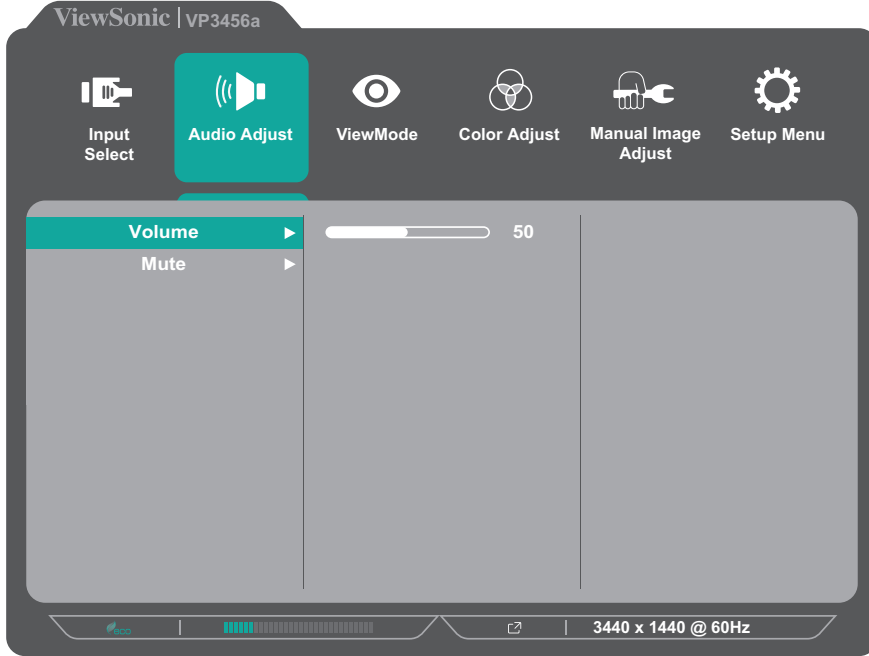 ViewSonic | VP3456a
Input
Select
Audio Adjust
ViewMode
Color Adjust
Manual Image
Adjust
Setup Menu
Volume
50
Mute
eco
3440 x 1440 @ 60Hz